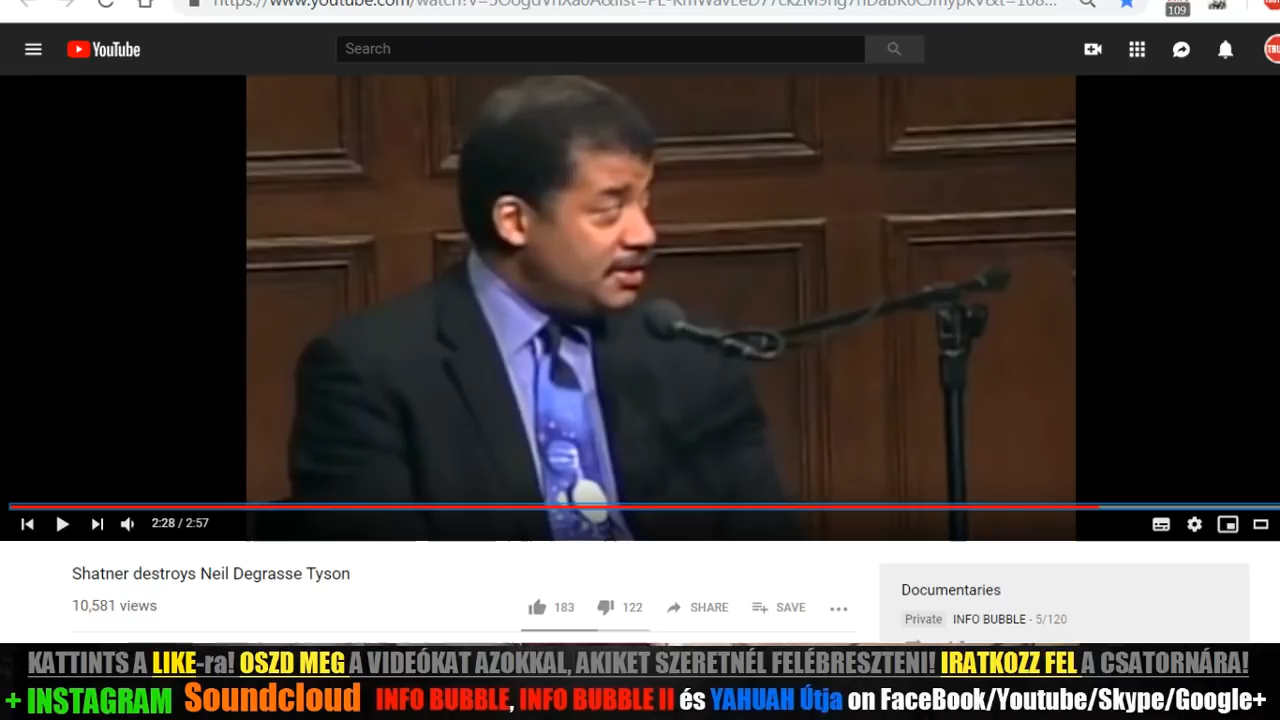 109
YouTube
Search
2:28 / 2:57
Shatner destroys Neil Degrasse Tyson
10,581 views
183
122
SHARE
SAVE
Documentaries
Private INFO BUBBLE - 5/120
KATTINTS A LIKE-ra! OSZD MEG A VIDEÓKAT AZOKKAL, AKIKET SZERETNÉL FELÉBRESZTENI! IRATKOZZ FEL A CSATORNÁRA!
+ INSTAGRAM Soundcloud INFO BUBBLE, INFO BUBBLE II és YAHUAH Útja on FaceBook/Youtube/Skype/Google+